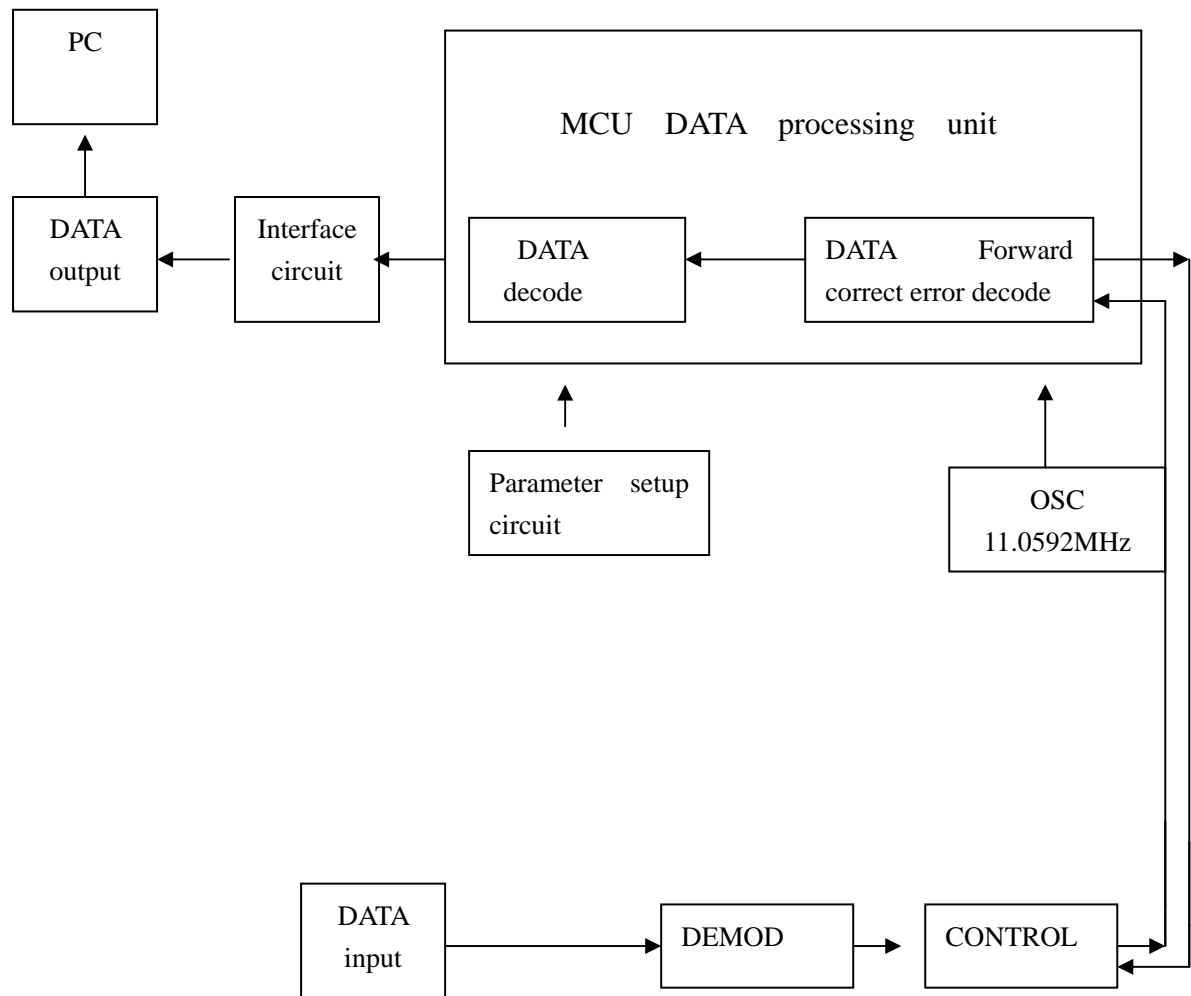 PC
MCU DATA processing unit
DATA
output
Interface
circuit
DATA
decode
DATA Forward
correct error decode
Parameter setup
circuit
OSC
11.0592MHz
DATA
input
DEMOD
CONTROL